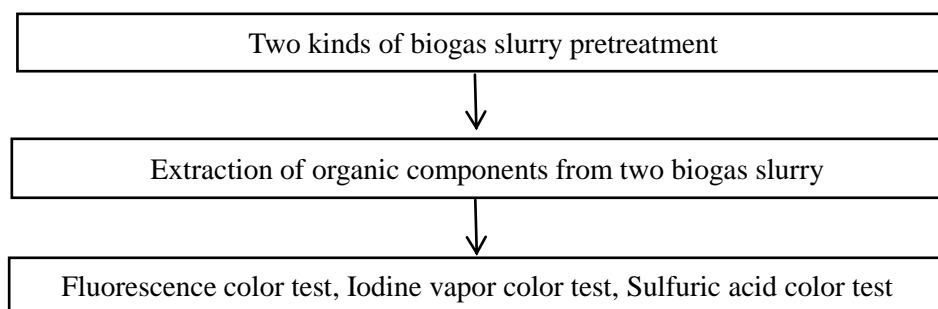 Two kinds of biogas slurry pretreatment
Extraction of organic components from two biogas slurry
Fluorescence color test, Iodine vapor color test, Sulfuric acid color test